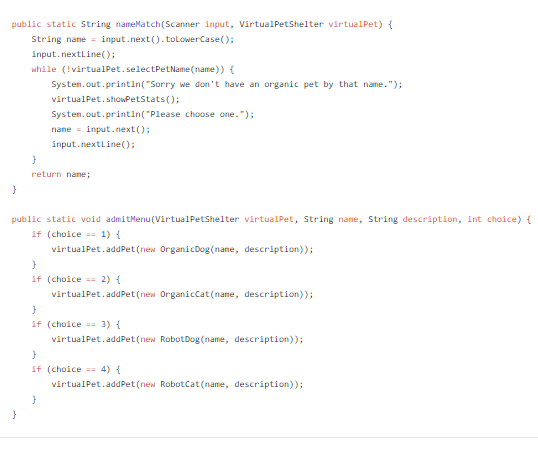 public static String nameMatch(Scanner input, VirtualPetShelter virtualPet) {
String name = input.next().toLowerCase();
input.nextLine();
while (!virtualPet.selectPetName(name)) {
System.out.println("Sorry we don't have an organic pet by that name.");
virtualPet.showPetStats();
System.out.println("Please choose one.");
name = input.next();
input.nextLine();
}
return name;
}
public static void admitMenu(VirtualPetShelter virtualPet, String name, String description, int choice) {
if (choice == 1) {
virtualPet.addPet(new OrganicDog(name, description));
}
if (choice == 2) {
virtualPet.addPet(new OrganicCat(name, description));
}
if (choice == 3) {
virtualPet.addPet(new RobotDog(name, description));
}
if (choice == 4) {
virtualPet.addPet(new RobotCat(name, description));
}
}